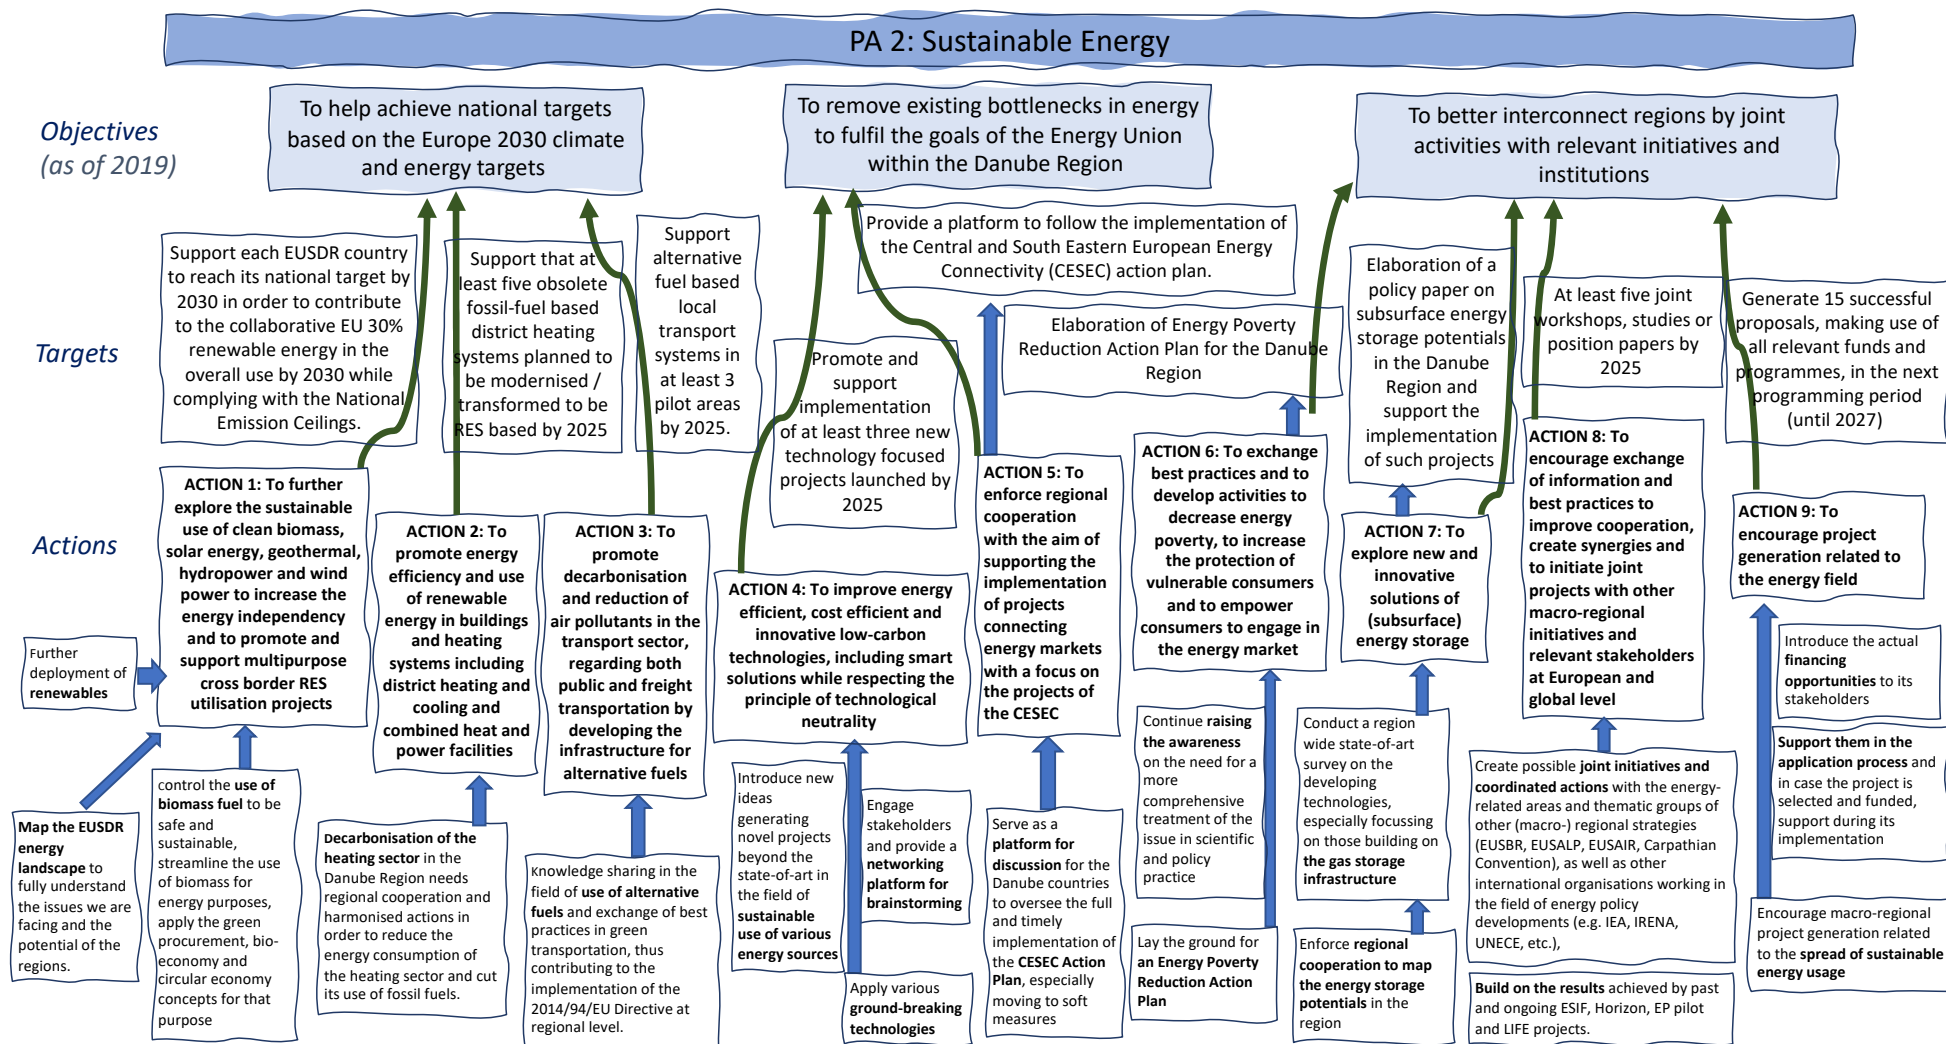 PA 2: Sustainable Energy
Objectives
(as of 2019)
To help achieve national targets
based on the Europe 2030 climate
and energy targets
To remove existing bottlenecks in energy
to fulfil the goals of the Energy Union
within the Danube Region
To better interconnect regions by joint
activities with relevant initiatives and
institutions
Targets
Support each EUSDR country
to reach its national target by
2030 in order to contribute
to the collaborative EU 30%
renewable energy in the
overall use by 2030 while
complying with the National
Emission Ceilings.
Support that at
least five obsolete
fossil-fuel based
district heating
systems planned to
be modernised /
transformed to be
RES based by 2025
Support
alternative
fuel based
local
transport
systems in
at least 3
pilot areas
by 2025.
Promote and
support
implementation
of at least three new
technology focused
projects launched by
2025
Provide a platform to follow the implementation of
the Central and South Eastern European Energy
Connectivity (CESEC) action plan.
Elaboration of Energy Poverty
Reduction Action Plan for the Danube
Region
Elaboration of a
policy paper on
subsurface energy
storage potentials
in the Danube
Region and
support the
implementation
of such projects
At least five joint
workshops, studies or
position papers by
2025
Generate 15 successful
proposals, making use of
all relevant funds and
programmes, in the next
programming period
(until 2027)
Actions
ACTION 1: To further
explore the sustainable
use of clean biomass,
solar energy, geothermal,
hydropower and wind
power to increase the
energy independency
and to promote and
support multipurpose
cross border RES
utilisation projects
ACTION 2: To
promote energy
efficiency and use
of renewable
energy in buildings
and heating
systems including
district heating and
cooling and
combined heat and
power facilities
ACTION 3: To
promote
decarbonisation
and reduction of
air pollutants in the
transport sector,
regarding both
public and freight
transportation by
developing the
infrastructure for
alternative fuels
ACTION 4: To improve energy
efficient, cost efficient and
innovative low-carbon
technologies, including smart
solutions while respecting the
principle of technological
neutrality
ACTION 5: To
enforce regional
cooperation
with the aim of
supporting the
implementation
of projects
connecting
energy markets
with a focus on
the projects of
the CESEC
ACTION 6: To exchange
best practices and to
develop activities to
decrease energy
poverty, to increase
the protection of
vulnerable consumers
and to empower
consumers to engage in
the energy market
ACTION 7: To
explore new and
innovative
solutions of
(subsurface)
energy storage
ACTION 8: To
encourage exchange
of information and
best practices to
improve cooperation,
create synergies and
to initiate joint
projects with other
macro-regional
initiatives and
relevant stakeholders
at European and
global level
ACTION 9: To
encourage project
generation related to
the energy field
Further
deployment of
renewables
Map the EUSDR
energy
landscape to
fully understand
the issues we are
facing and the
potential of the
regions.
control the use of
biomass fuel to be
safe and
sustainable,
streamline the use
of biomass for
energy purposes,
apply the green
procurement, bio-
economy and
circular economy
concepts for that
purpose
Decarbonisation of the
heating sector in the
Danube Region needs
regional cooperation and
harmonised actions in
order to reduce the
energy consumption of
the heating sector and cut
its use of fossil fuels.
Knowledge sharing in the
field of use of alternative
fuels and exchange of best
practices in green
transportation, thus
contributing to the
implementation of the
2014/94/EU Directive at
regional level.
Introduce new
ideas
generating
novel projects
beyond the
state-of-art in
the field of
sustainable
use of various
energy sources
Engage
stakeholders
and provide a
networking
platform for
brainstorming
Apply various
ground-breaking
technologies
Serve as a
platform for
discussion for the
Danube countries
to oversee the full
and timely
implementation of
the CESEC Action
Plan, especially
moving to soft
measures
Continue raising
the awareness
on the need for a
more
comprehensive
treatment of the
issue in scientific
and policy
practice
Lay the ground for
an Energy Poverty
Reduction Action
Plan
Conduct a region
wide state-of-art
survey on the
developing
technologies,
especially focussing
on those building on
the gas storage
infrastructure
Enforce regional
cooperation to map
the energy storage
potentials in the
region
Create possible joint initiatives and
coordinated actions with the energy-
related areas and thematic groups of
other (macro-) regional strategies
(EUSBR, EUSALP, EUSAIR, Carpathian
Convention), as well as other
international organisations working in
the field of energy policy
developments (e.g. IEA, IRENA,
UNECE, etc.),
Build on the results achieved by past
and ongoing ESIF, Horizon, EP pilot
and LIFE projects.
Introduce the actual
financing
opportunities to its
stakeholders
Support them in the
application process and
in case the project is
selected and funded,
support during its
implementation
Encourage macro-regional
project generation related
to the spread of sustainable
energy usage